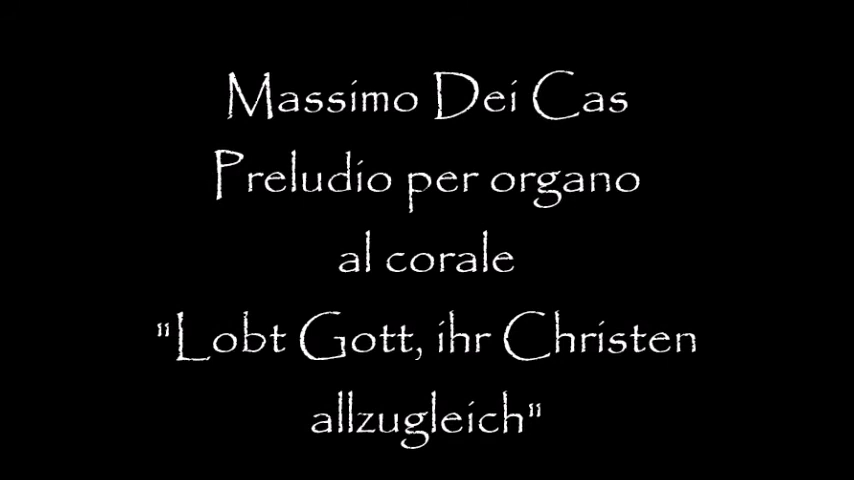 Massimo Dei Cas
Preludio per organo
al corale
"Lobt Gott, ihr Christen
allzugleich"